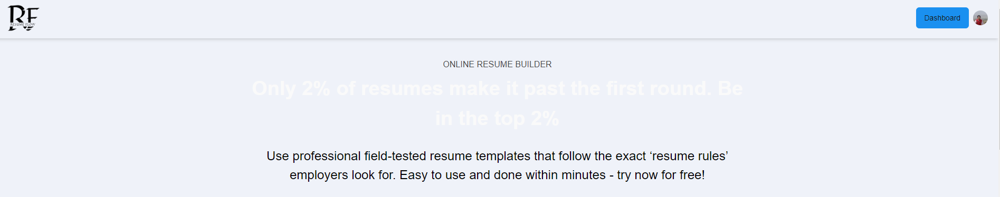 RF
RESUME FLOW
Dashboard
ONLINE RESUME BUILDER
Only 2% of resumes make it past the first round. Be
in the top 2%
Use professional field-tested resume templates that follow the exact ‘resume rules’
employers look for. Easy to use and done within minutes - try now for free!